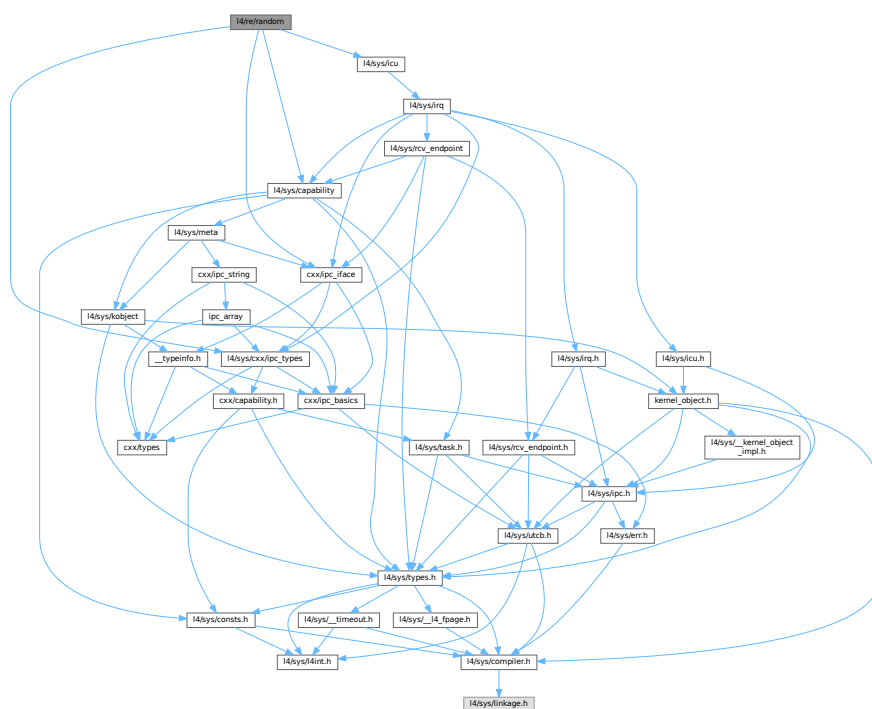 l4/re/random
l4/sys/icu
l4/sys/irq
l4/sys/rcv_endpoint
l4/sys/capability
l4/sys/meta
cxx/ipc_string
cxx/ipc_iface
l4/sys/kobject
ipc_array
__typeinfo.h
l4/sys/cxx/ipc_types
l4/sys/irq.h
l4/sys/icu.h
cxx/capability.h
cxx/ipc_basics
kernel_object.h
cxx/types
l4/sys/task.h
l4/sys/rcv_endpoint.h
l4/sys/__kernel_object
_impl.h
l4/sys/ipc.h
l4/sys/utcb.h
l4/sys/err.h
l4/sys/types.h
l4/sys/consts.h
l4/sys/__timeout.h
l4/sys/__l4_fpage.h
l4/sys/l4int.h
l4/sys/compiler.h
l4/sys/linkage.h